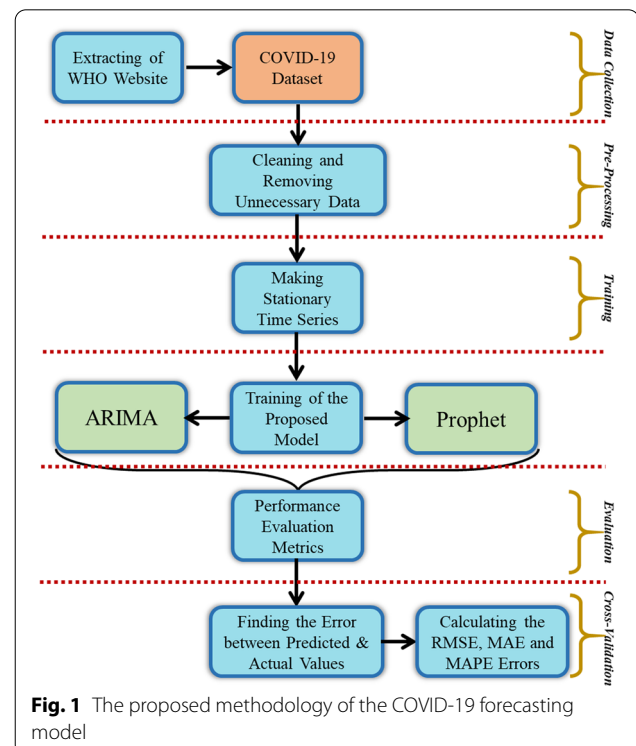 Extracting of
WHO Website
COVID-19
Dataset
Data Collection
Cleaning and
Removing
Unnecessary Data
Pre-Processing
Making
Stationary
Time Series
Training
ARIMA
Training of the
Proposed
Model
Prophet
Performance
Evaluation
Metrics
Evaluation
Finding the Error
between Predicted &
Actual Values
Calculating the
RMSE, MAE and
MAPE Errors
Cross-Validation
Fig. 1 The proposed methodology of the COVID-19 forecasting
model